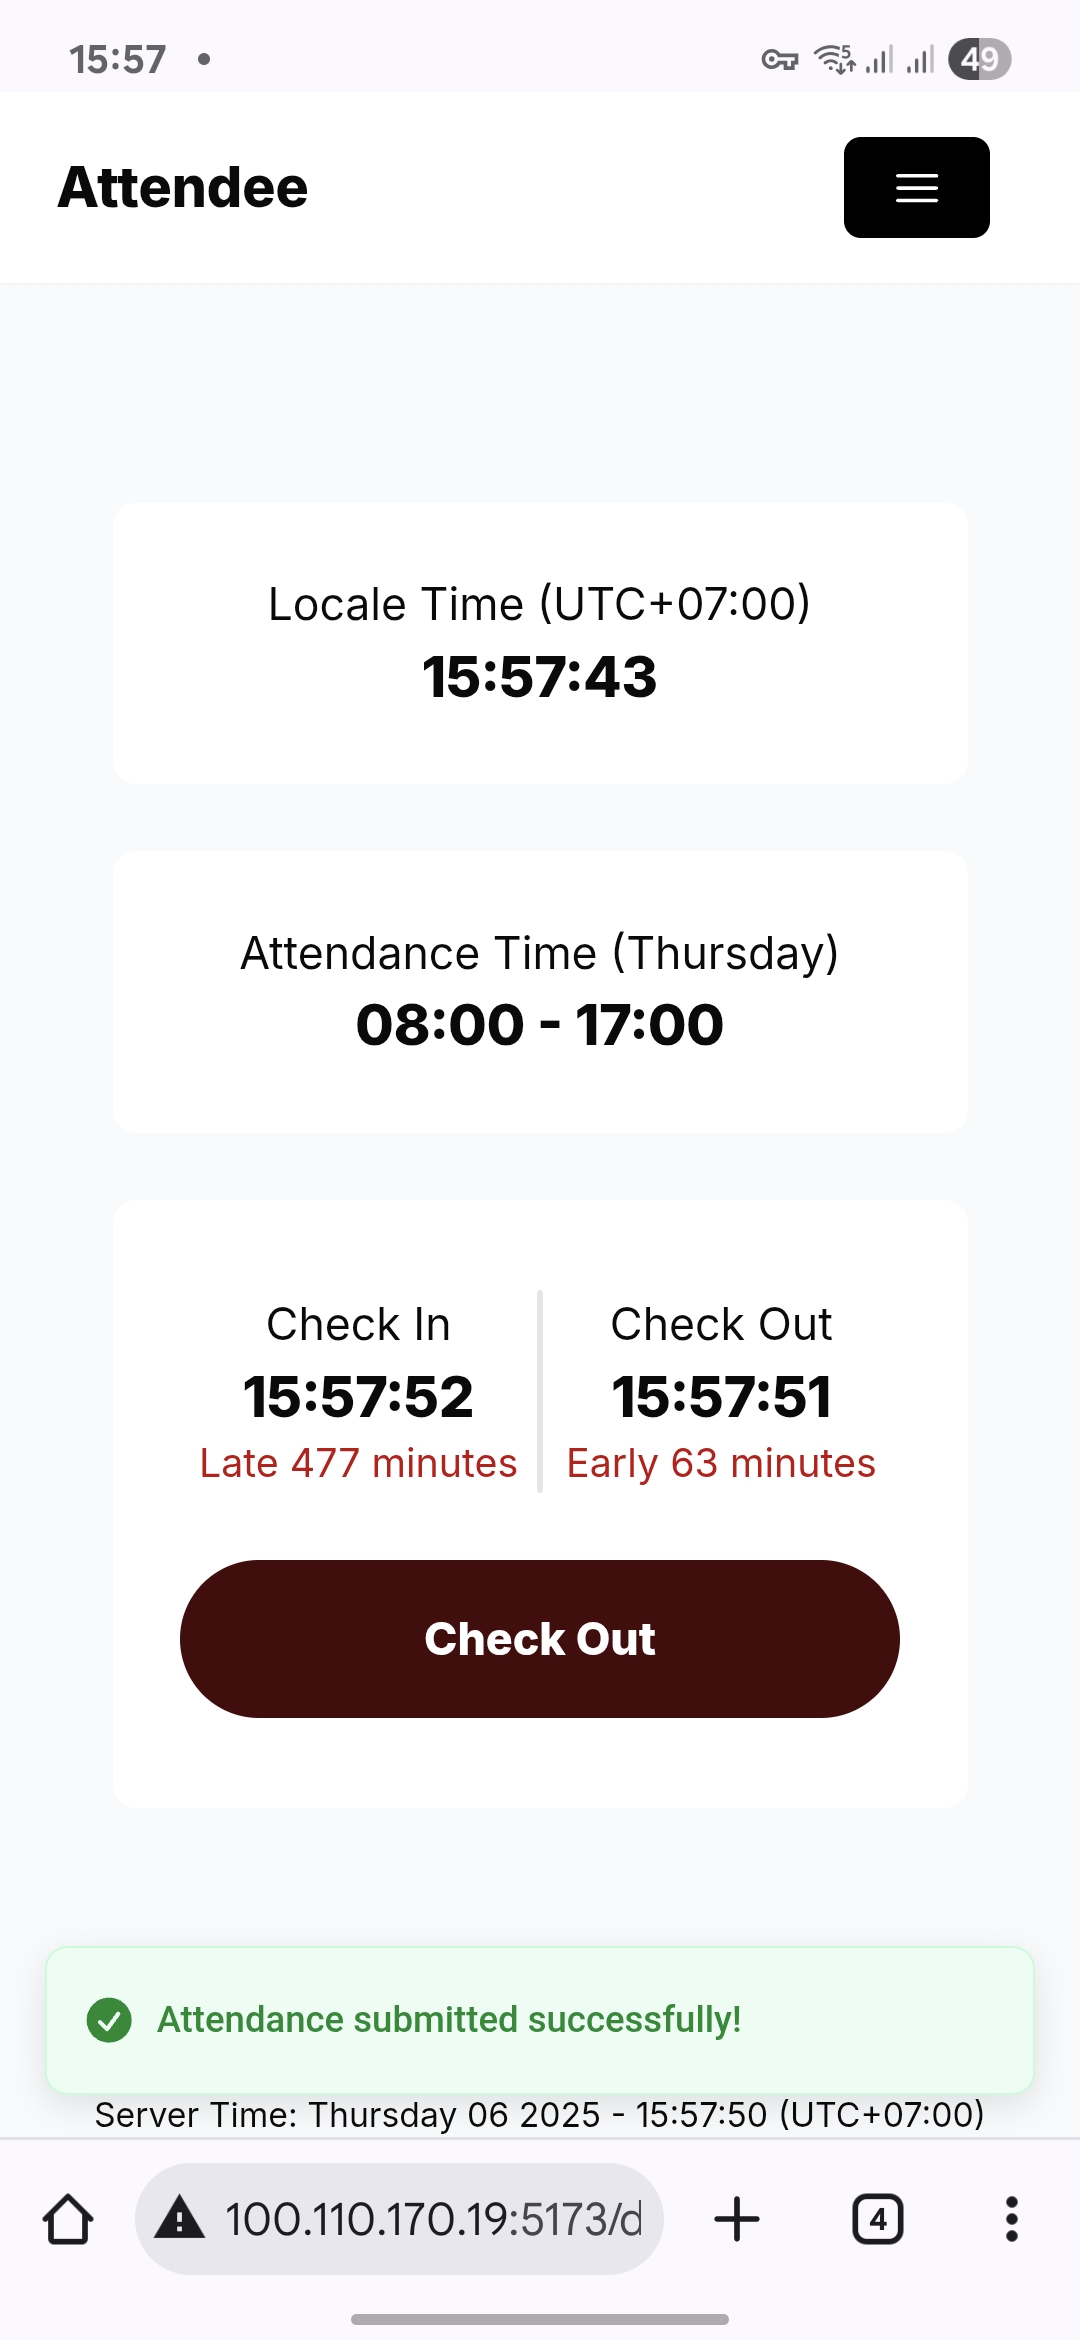 15:57
5
49
Attendee
Locale Time (UTC+07:00)
15:57:43
Attendance Time (Thursday)
08:00 - 17:00
Check In
15:57:52
Late 477 minutes
Check Out
15:57:51
Early 63 minutes
Check Out
Attendance submitted successfully!
Server Time: Thursday 06 2025 - 15:57:50 (UTC+07:00)
100.110.170.19:5173/d
4